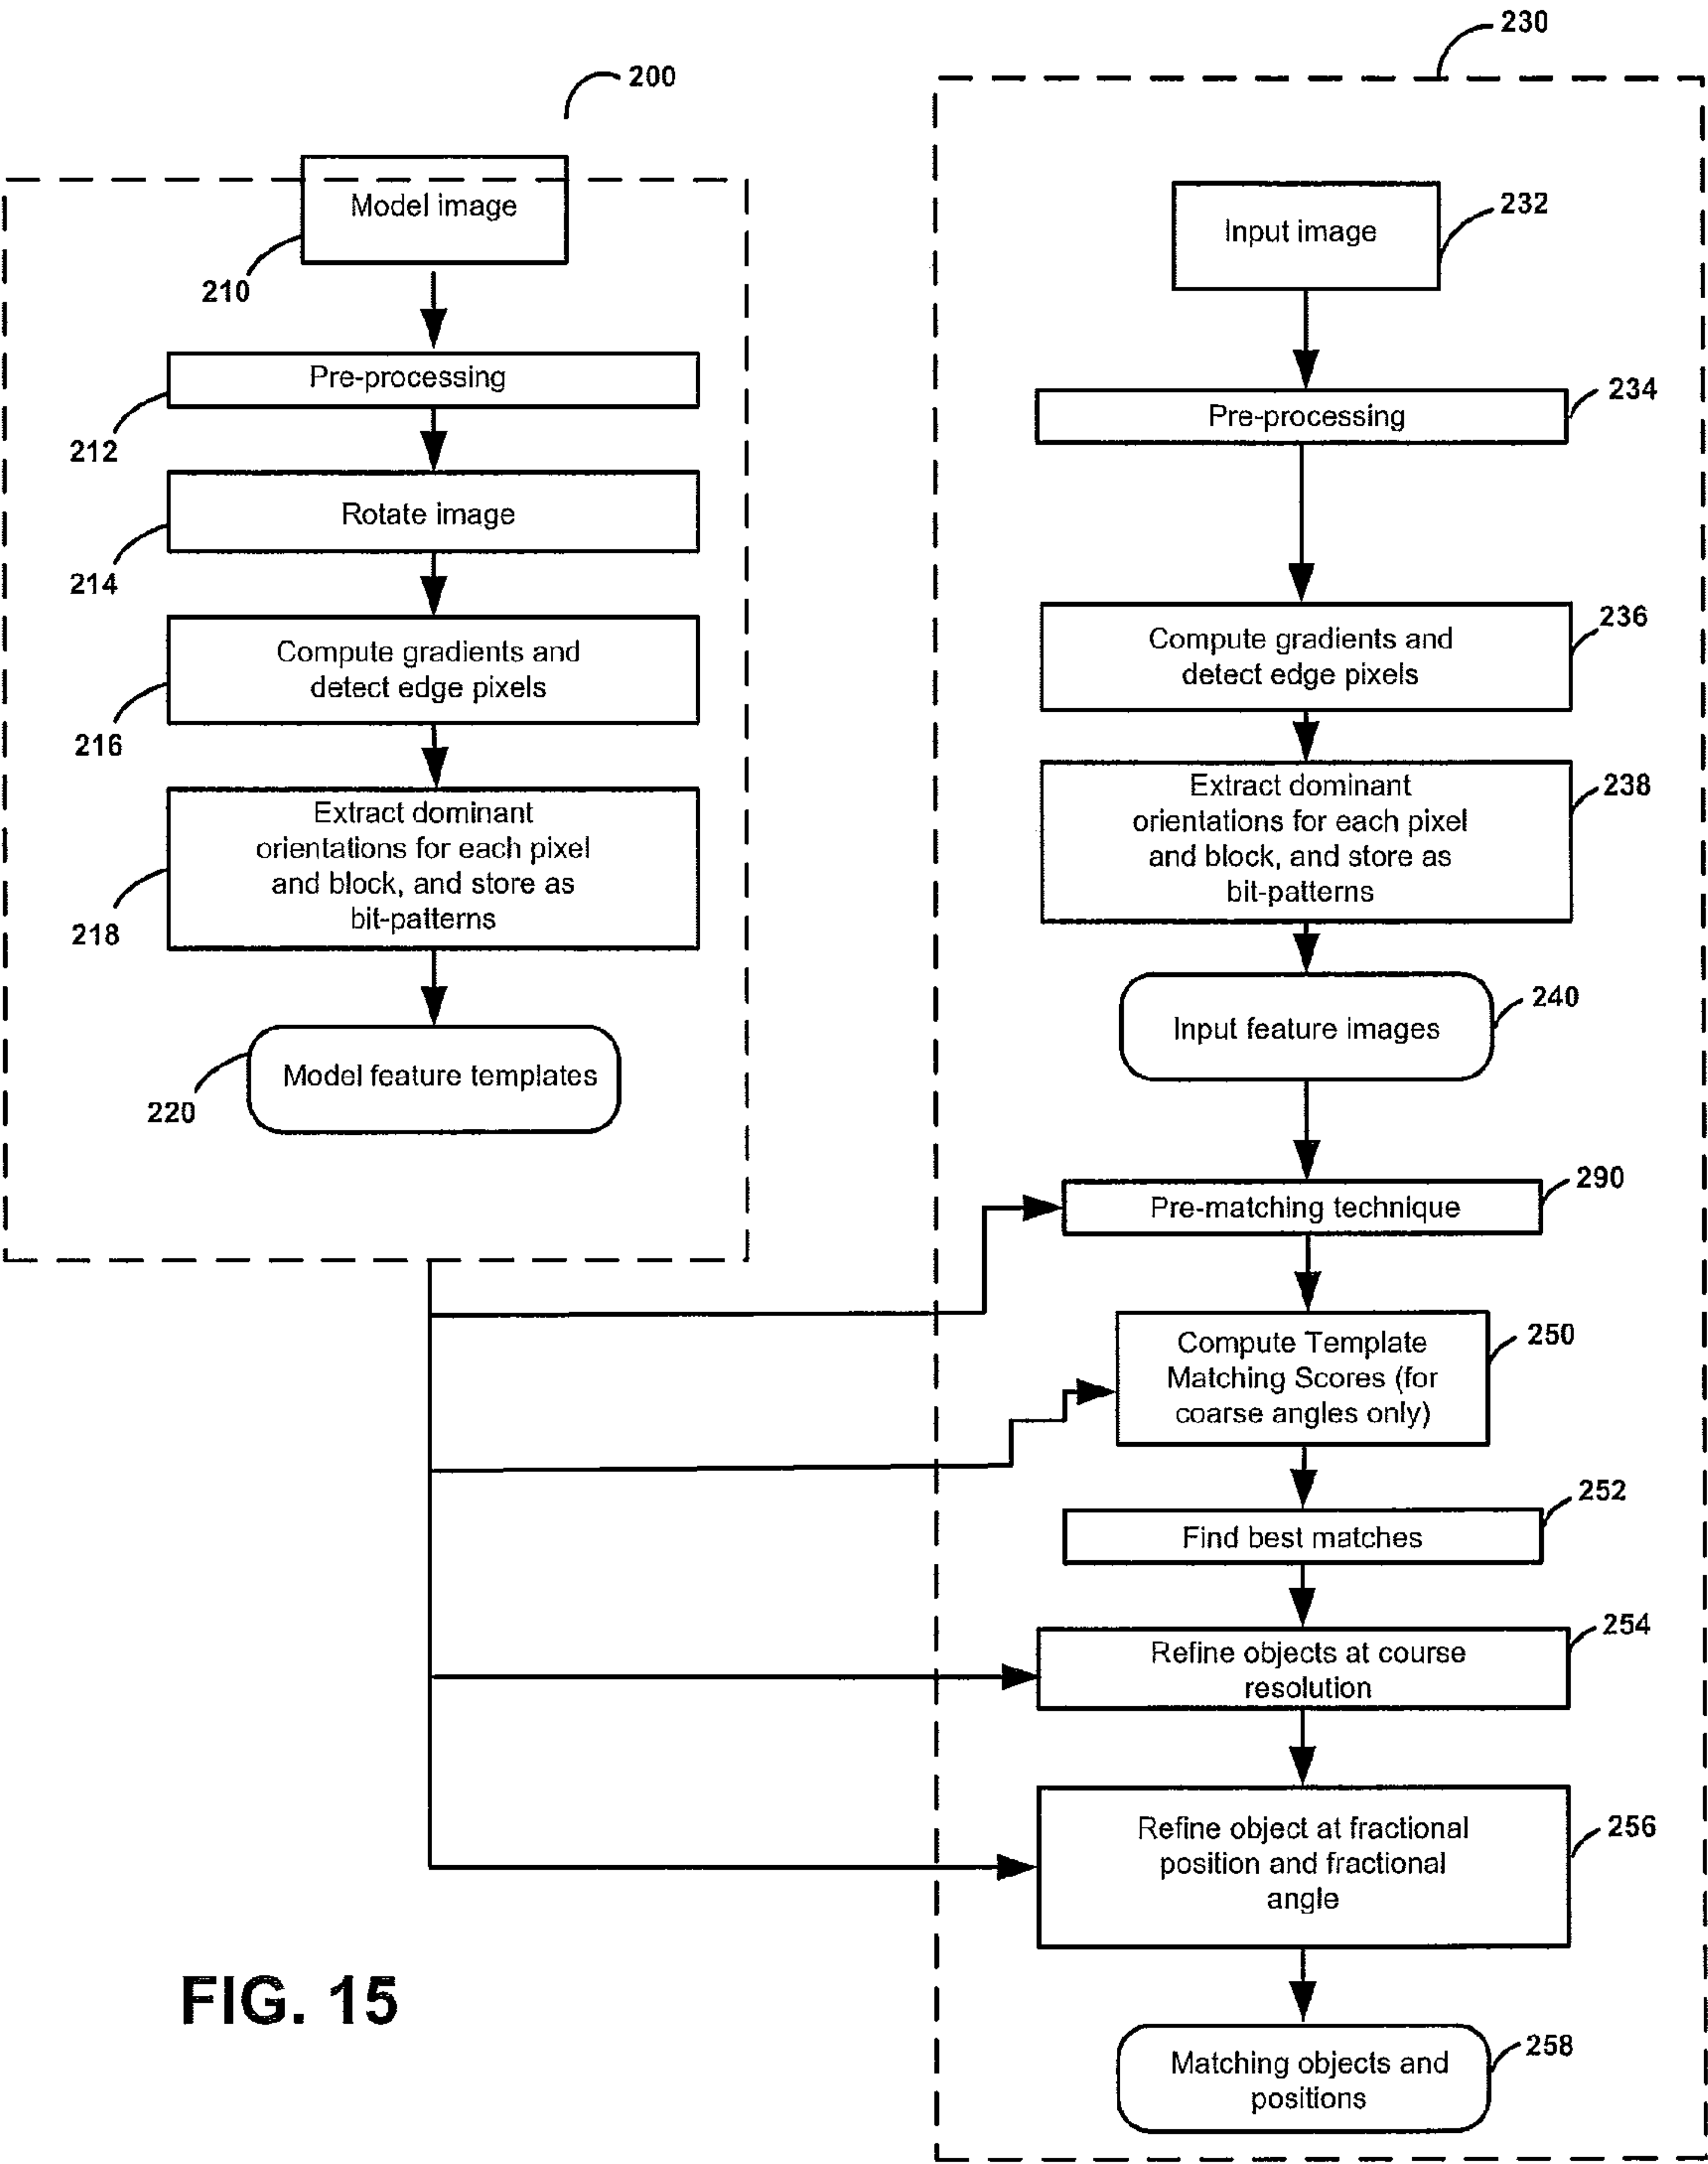 200
Model image
210
Pre-processing
212
Rotate image
214
Compute gradients and
detect edge pixels
216
Extract dominant
orientations for each pixel
and block, and store as
bit-patterns
218
Model feature templates
220
230
Input image
232
Pre-processing
234
Compute gradients and
detect edge pixels
236
Extract dominant
orientations for each pixel
and block, and store as
bit-patterns
238
Input feature images
240
Pre-matching technique
290
Compute Template
Matching Scores (for
coarse angles only)
250
Find best matches
252
Refine objects at course
resolution
254
Refine object at fractional
position and fractional
angle
256
Matching objects and
positions
258
FIG. 15